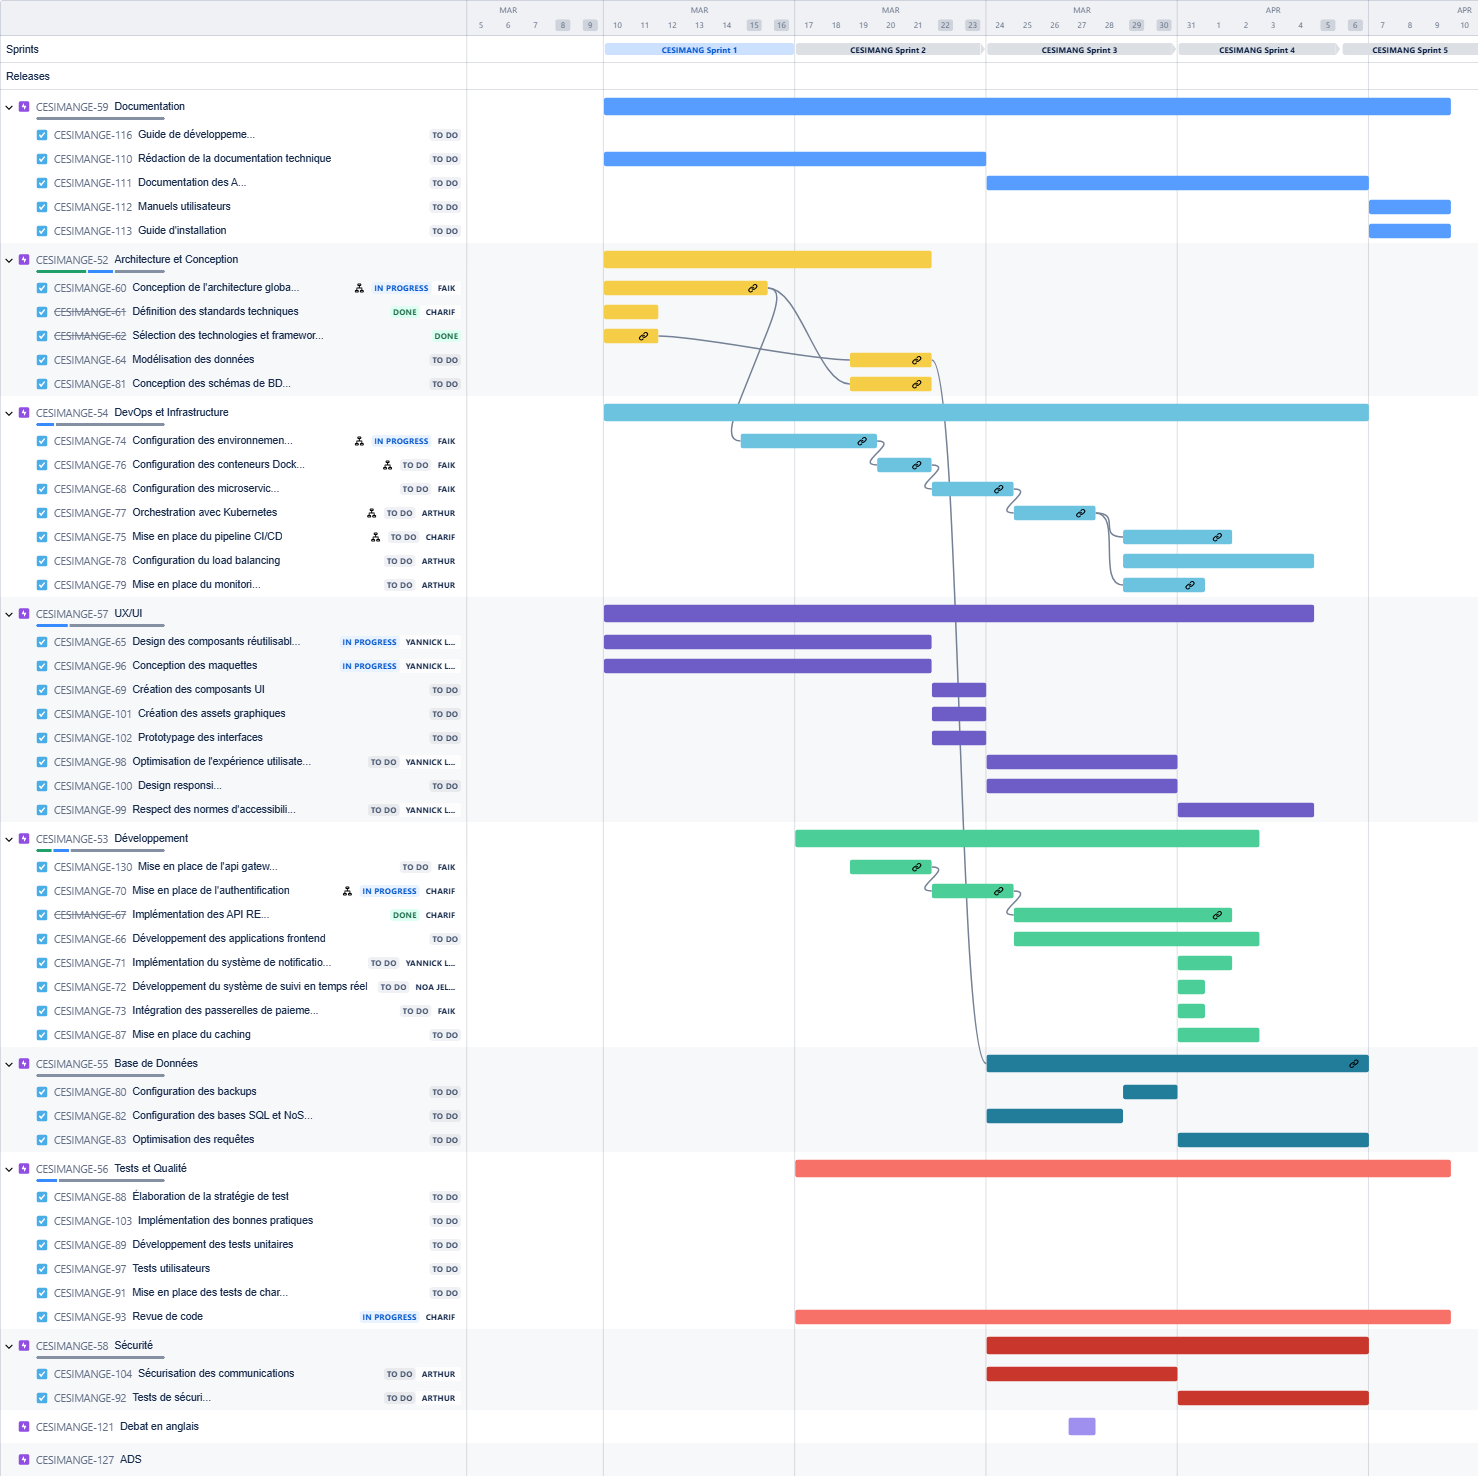 MAR MAR MAR MAR APR APR
5 6 7 8 9 10 11 12 13 14 15 16 17 18 19 20 21 22 23 24 25 26 27 28 29 30 31 1 2 3 4 5 6 7 8 9 10
Sprints CESIMANG Sprint 1 CESIMANG Sprint 2 CESIMANG Sprint 3 CESIMANG Sprint 4 CESIMANG Sprint 5
Releases
CESIMANGE-59 Documentation
CESIMANGE-116 Guide de développeme... TO DO
CESIMANGE-110 Rédaction de la documentation technique TO DO
CESIMANGE-111 Documentation des A... TO DO
CESIMANGE-112 Manuels utilisateurs TO DO
CESIMANGE-113 Guide d'installation TO DO
CESIMANGE-52 Architecture et Conception
CESIMANGE-60 Conception de l'architecture globa... IN PROGRESS FAIK
CESIMANGE-61 Définition des standards techniques DONE CHARIF
CESIMANGE-62 Sélection des technologies et framewor... DONE
CESIMANGE-64 Modélisation des données TO DO
CESIMANGE-81 Conception des schémas de BD... TO DO
CESIMANGE-54 DevOps et Infrastructure
CESIMANGE-74 Configuration des environnemen... IN PROGRESS FAIK
CESIMANGE-76 Configuration des conteneurs Dock... TO DO FAIK
CESIMANGE-68 Configuration des microservic... TO DO FAIK
CESIMANGE-77 Orchestration avec Kubernetes TO DO ARTHUR
CESIMANGE-75 Mise en place du pipeline CI/CD TO DO CHARIF
CESIMANGE-78 Configuration du load balancing TO DO ARTHUR
CESIMANGE-79 Mise en place du monitori... TO DO ARTHUR
CESIMANGE-57 UX/UI
CESIMANGE-65 Design des composants réutilisabl... IN PROGRESS YANNICK L...
CESIMANGE-96 Conception des maquettes IN PROGRESS YANNICK L...
CESIMANGE-69 Création des composants UI TO DO
CESIMANGE-101 Création des assets graphiques TO DO
CESIMANGE-102 Prototypage des interfaces TO DO
CESIMANGE-98 Optimisation de l'expérience utilisate... TO DO YANNICK L...
CESIMANGE-100 Design responsi... TO DO
CESIMANGE-99 Respect des normes d'accessibili... TO DO YANNICK L...
CESIMANGE-53 Développement
CESIMANGE-130 Mise en place de l'api gatew... TO DO FAIK
CESIMANGE-70 Mise en place de l'authentification IN PROGRESS CHARIF
CESIMANGE-67 Implémentation des API RE... DONE CHARIF
CESIMANGE-66 Développement des applications frontend TO DO
CESIMANGE-71 Implémentation du système de notificatio... TO DO YANNICK L...
CESIMANGE-72 Développement du système de suivi en temps réel TO DO NOA JEL...
CESIMANGE-73 Intégration des passerelles de paieme... TO DO FAIK
CESIMANGE-87 Mise en place du caching TO DO
CESIMANGE-55 Base de Données
CESIMANGE-80 Configuration des backups TO DO
CESIMANGE-82 Configuration des bases SQL et NoS... TO DO
CESIMANGE-83 Optimisation des requêtes TO DO
CESIMANGE-56 Tests et Qualité
CESIMANGE-88 Élaboration de la stratégie de test TO DO
CESIMANGE-103 Implémentation des bonnes pratiques TO DO
CESIMANGE-89 Développement des tests unitaires TO DO
CESIMANGE-97 Tests utilisateurs TO DO
CESIMANGE-91 Mise en place des tests de char... TO DO
CESIMANGE-93 Revue de code IN PROGRESS CHARIF
CESIMANGE-58 Sécurité
CESIMANGE-104 Sécurisation des communications TO DO ARTHUR
CESIMANGE-92 Tests de sécuri... TO DO ARTHUR
CESIMANGE-121 Debat en anglais
CESIMANGE-127 ADS